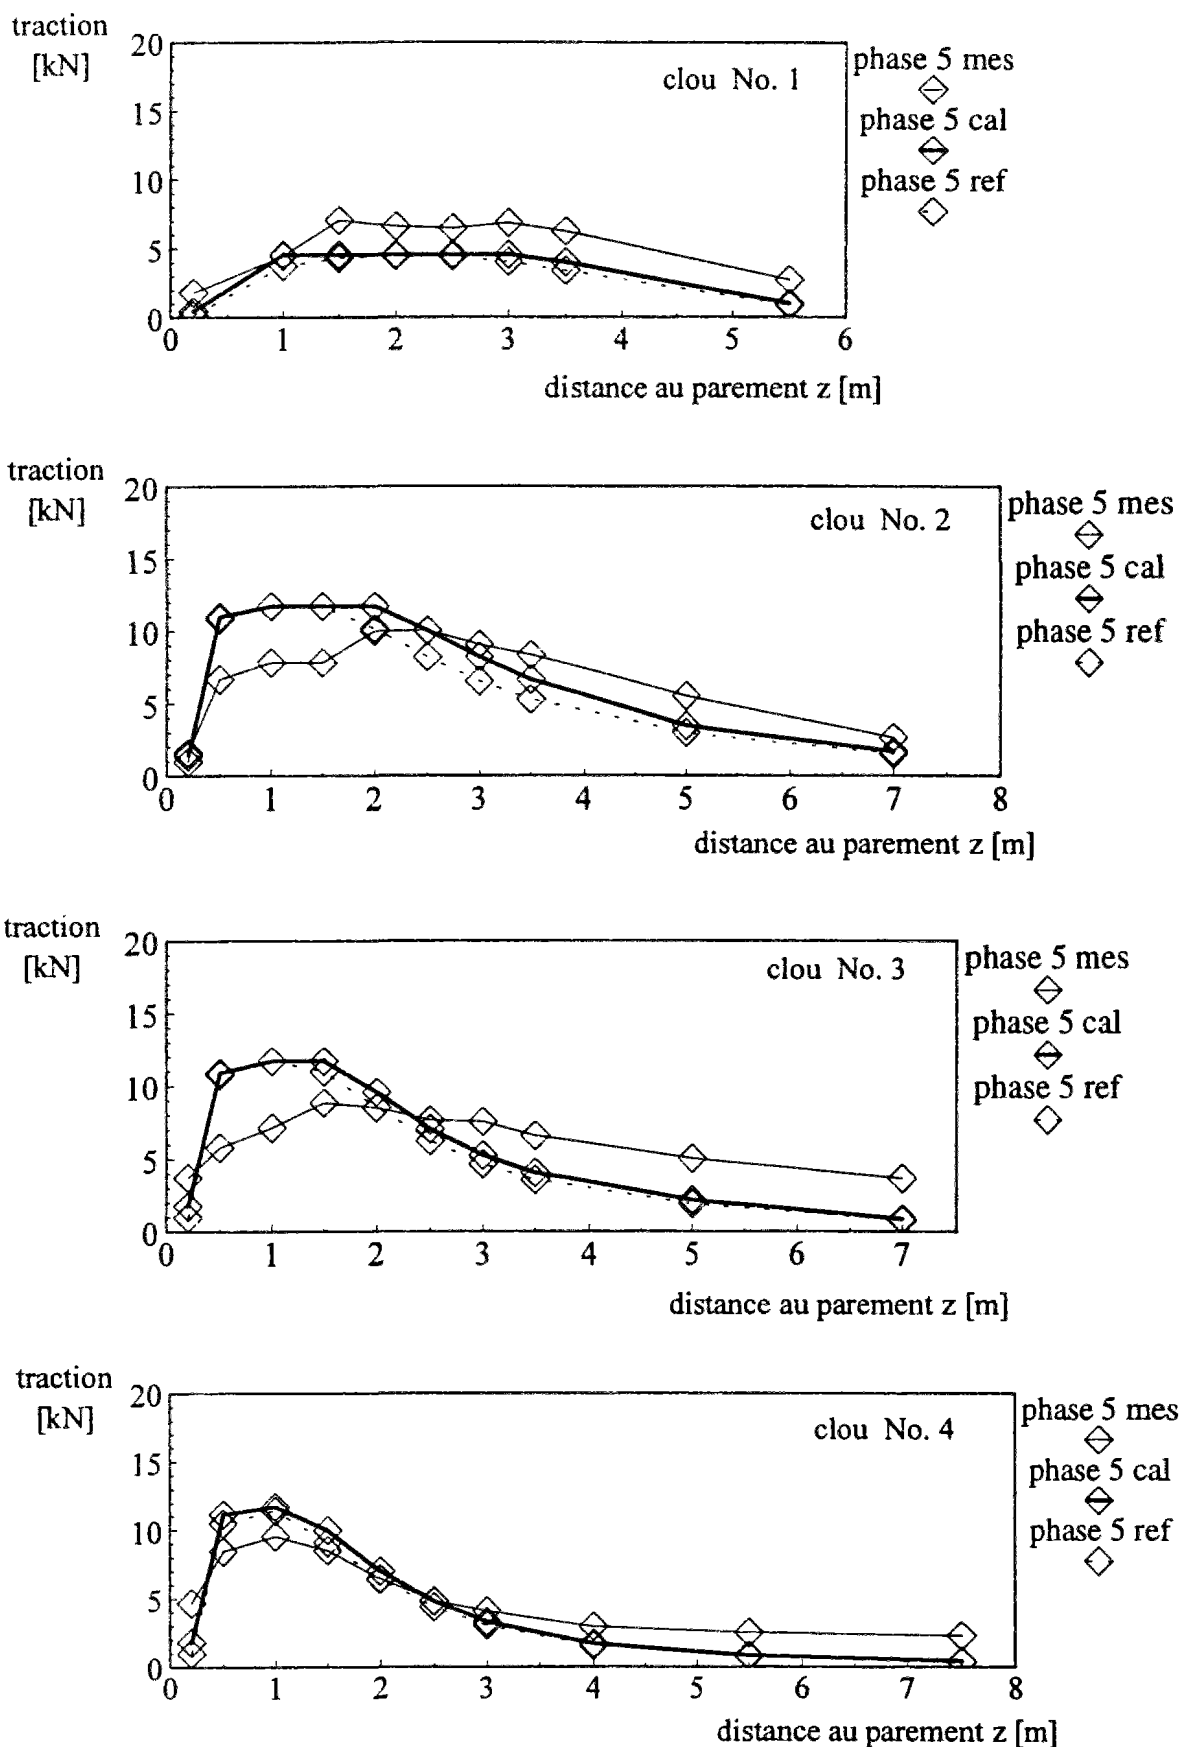 traction
[kN]
20
15
10
5
0
0 1 2 3 4 5 6
clou No. 1
distance au parement z [m]
phase 5 mes
phase 5 cal
phase 5 ref
traction
[kN]
20
15
10
5
0
0 1 2 3 4 5 6 7 8
clou No. 2
distance au parement z [m]
phase 5 mes
phase 5 cal
phase 5 ref
traction
[kN]
20
15
10
5
0
0 1 2 3 4 5 6 7
clou No. 3
distance au parement z [m]
phase 5 mes
phase 5 cal
phase 5 ref
traction
[kN]
20
15
10
5
0
0 1 2 3 4 5 6 7 8
clou No. 4
distance au parement z [m]
phase 5 mes
phase 5 cal
phase 5 ref